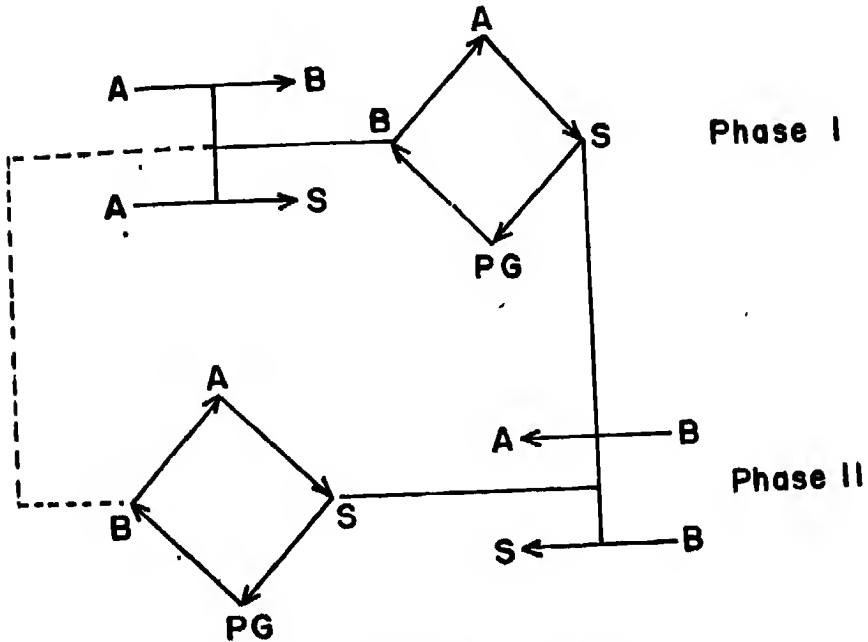 A
A B
B S Phase I
A S
PG
A
A B
Phase II
B S
S B
PG